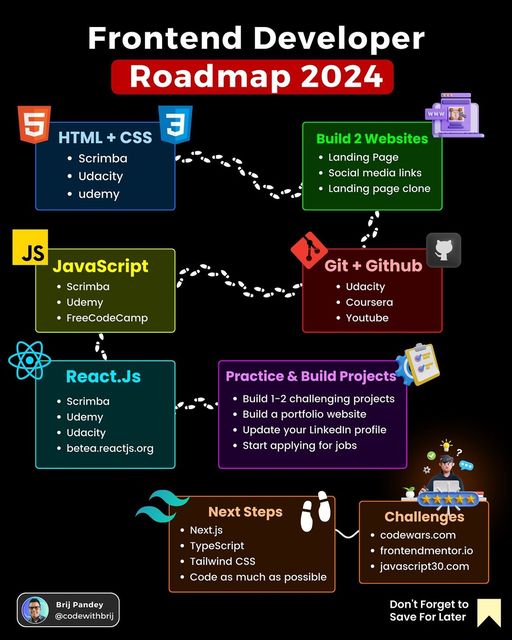 Frontend Developer
Roadmap 2024
5
3
HTML + CSS
Scrimba
Udacity
udemy
WWW
Build 2 Websites
Landing Page
Social media links
Landing page clone
JS
JavaScript
Scrimba
Udemy
FreeCodeCamp
Git + Github
Udacity
Coursera
Youtube
React.Js
Scrimba
Udemy
Udacity
betea.reactjs.org
Practice & Build Projects
Build 1-2 challenging projects
Build a portfolio website
Update your LinkedIn profile
Start applying for jobs
Next Steps
Next.js
TypeScript
Tailwind CSS
Code as much as possible
?
Challenges
codewars.com
frontendmentor.io
javascript30.com
Brij Pandey
@codewithbrij
Don't Forget to
Save For Later